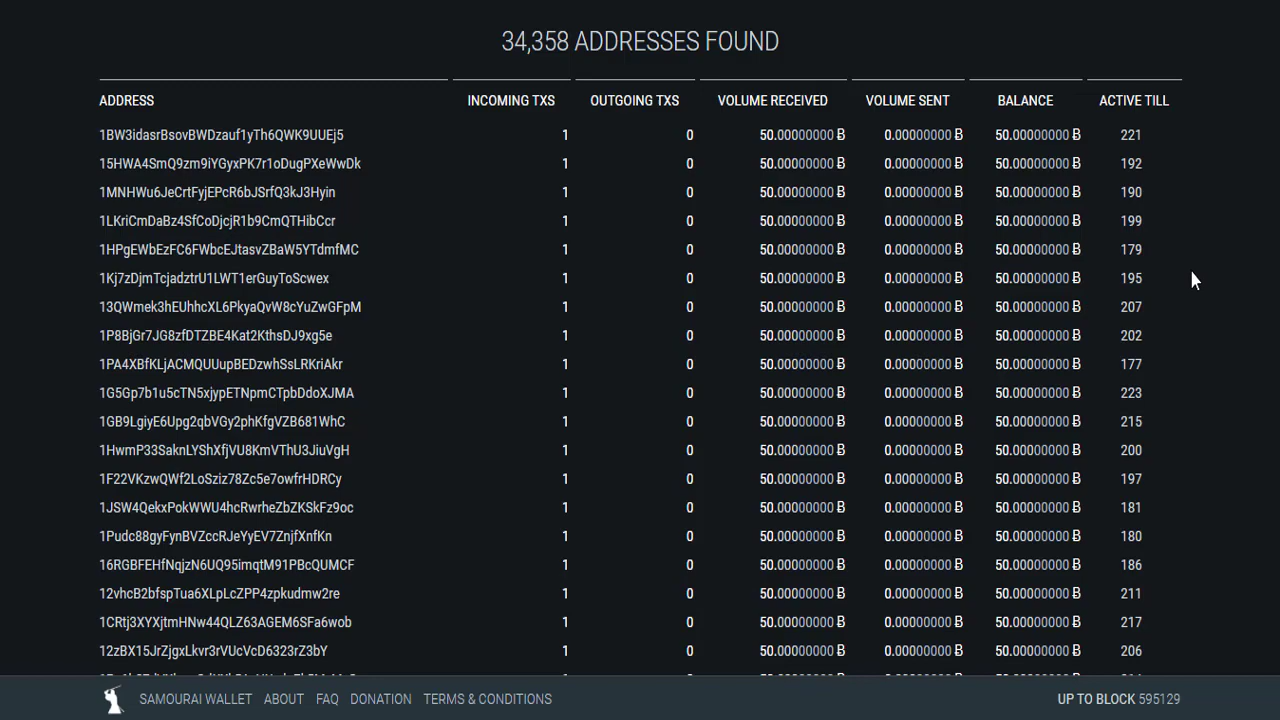 34,358 ADDRESSES FOUND
ADDRESS INCOMING TXS OUTGOING TXS VOLUME RECEIVED VOLUME SENT BALANCE ACTIVE TILL
1BW3idasrBsovBWDzauf1yTh6QWK9UUEj5 1 0 50.00000000 Ƀ 0.00000000 Ƀ 50.00000000 Ƀ 221
15HWA4SmQ9zm9iYGyxPK7r1oDugPXeWwDk 1 0 50.00000000 Ƀ 0.00000000 Ƀ 50.00000000 Ƀ 192
1MNHWu6JeCrtFyjEPcR6bJSrfQ3kJ3Hyin 1 0 50.00000000 Ƀ 0.00000000 Ƀ 50.00000000 Ƀ 190
1LKriCmDaBz4SfCoDjcjR1b9CmQTHibCcr 1 0 50.00000000 Ƀ 0.00000000 Ƀ 50.00000000 Ƀ 199
1HPgEWbEzFC6FWbcEJtasvZBaW5YTdmfMC 1 0 50.00000000 Ƀ 0.00000000 Ƀ 50.00000000 Ƀ 179
1Kj7zDjmTcjadztrU1LWT1erGuyToScwex 1 0 50.00000000 Ƀ 0.00000000 Ƀ 50.00000000 Ƀ 195
13QWmek3hEUhhcXL6PkyaQvW8cYuZwGFpM 1 0 50.00000000 Ƀ 0.00000000 Ƀ 50.00000000 Ƀ 207
1P8BjGr7JG8zfDTZBE4Kat2KthsDJ9xg5e 1 0 50.00000000 Ƀ 0.00000000 Ƀ 50.00000000 Ƀ 202
1PA4XBfKLjACMQUUupBEDzwhSsLRKriAkr 1 0 50.00000000 Ƀ 0.00000000 Ƀ 50.00000000 Ƀ 177
1G5Gp7b1u5cTN5xjypETNpmCTpbDdoXJMA 1 0 50.00000000 Ƀ 0.00000000 Ƀ 50.00000000 Ƀ 223
1GB9LgiyE6Upg2qbVGy2phKfgVZB681WhC 1 0 50.00000000 Ƀ 0.00000000 Ƀ 50.00000000 Ƀ 215
1HwmP33SaknLYShXfjVU8KmVThU3JiuVgH 1 0 50.00000000 Ƀ 0.00000000 Ƀ 50.00000000 Ƀ 200
1F22VKzwQWf2LoSziz78Zc5e7owfrHDRCy 1 0 50.00000000 Ƀ 0.00000000 Ƀ 50.00000000 Ƀ 197
1JSW4QekxPokWWU4hcRwrheZbZKSkFz9oc 1 0 50.00000000 Ƀ 0.00000000 Ƀ 50.00000000 Ƀ 181
1Pudc88gyFynBVZccRJeYyEV7ZnjfXnfKn 1 0 50.00000000 Ƀ 0.00000000 Ƀ 50.00000000 Ƀ 180
16RGBFEHfNqjzN6UQ95imqtM91PBcQUMCF 1 0 50.00000000 Ƀ 0.00000000 Ƀ 50.00000000 Ƀ 186
12vhcB2bfspTua6XLpLcZPP4zpkudmw2re 1 0 50.00000000 Ƀ 0.00000000 Ƀ 50.00000000 Ƀ 211
1CRtj3XYXjtmHNw44QLZ63AGEM6SFa6wob 1 0 50.00000000 Ƀ 0.00000000 Ƀ 50.00000000 Ƀ 217
12zBX15JrZjgxLkvr3rVUcVcD6323rZ3bY 1 0 50.00000000 Ƀ 0.00000000 Ƀ 50.00000000 Ƀ 206
SAMOURAI WALLET ABOUT FAQ DONATION TERMS & CONDITIONS UP TO BLOCK 595129